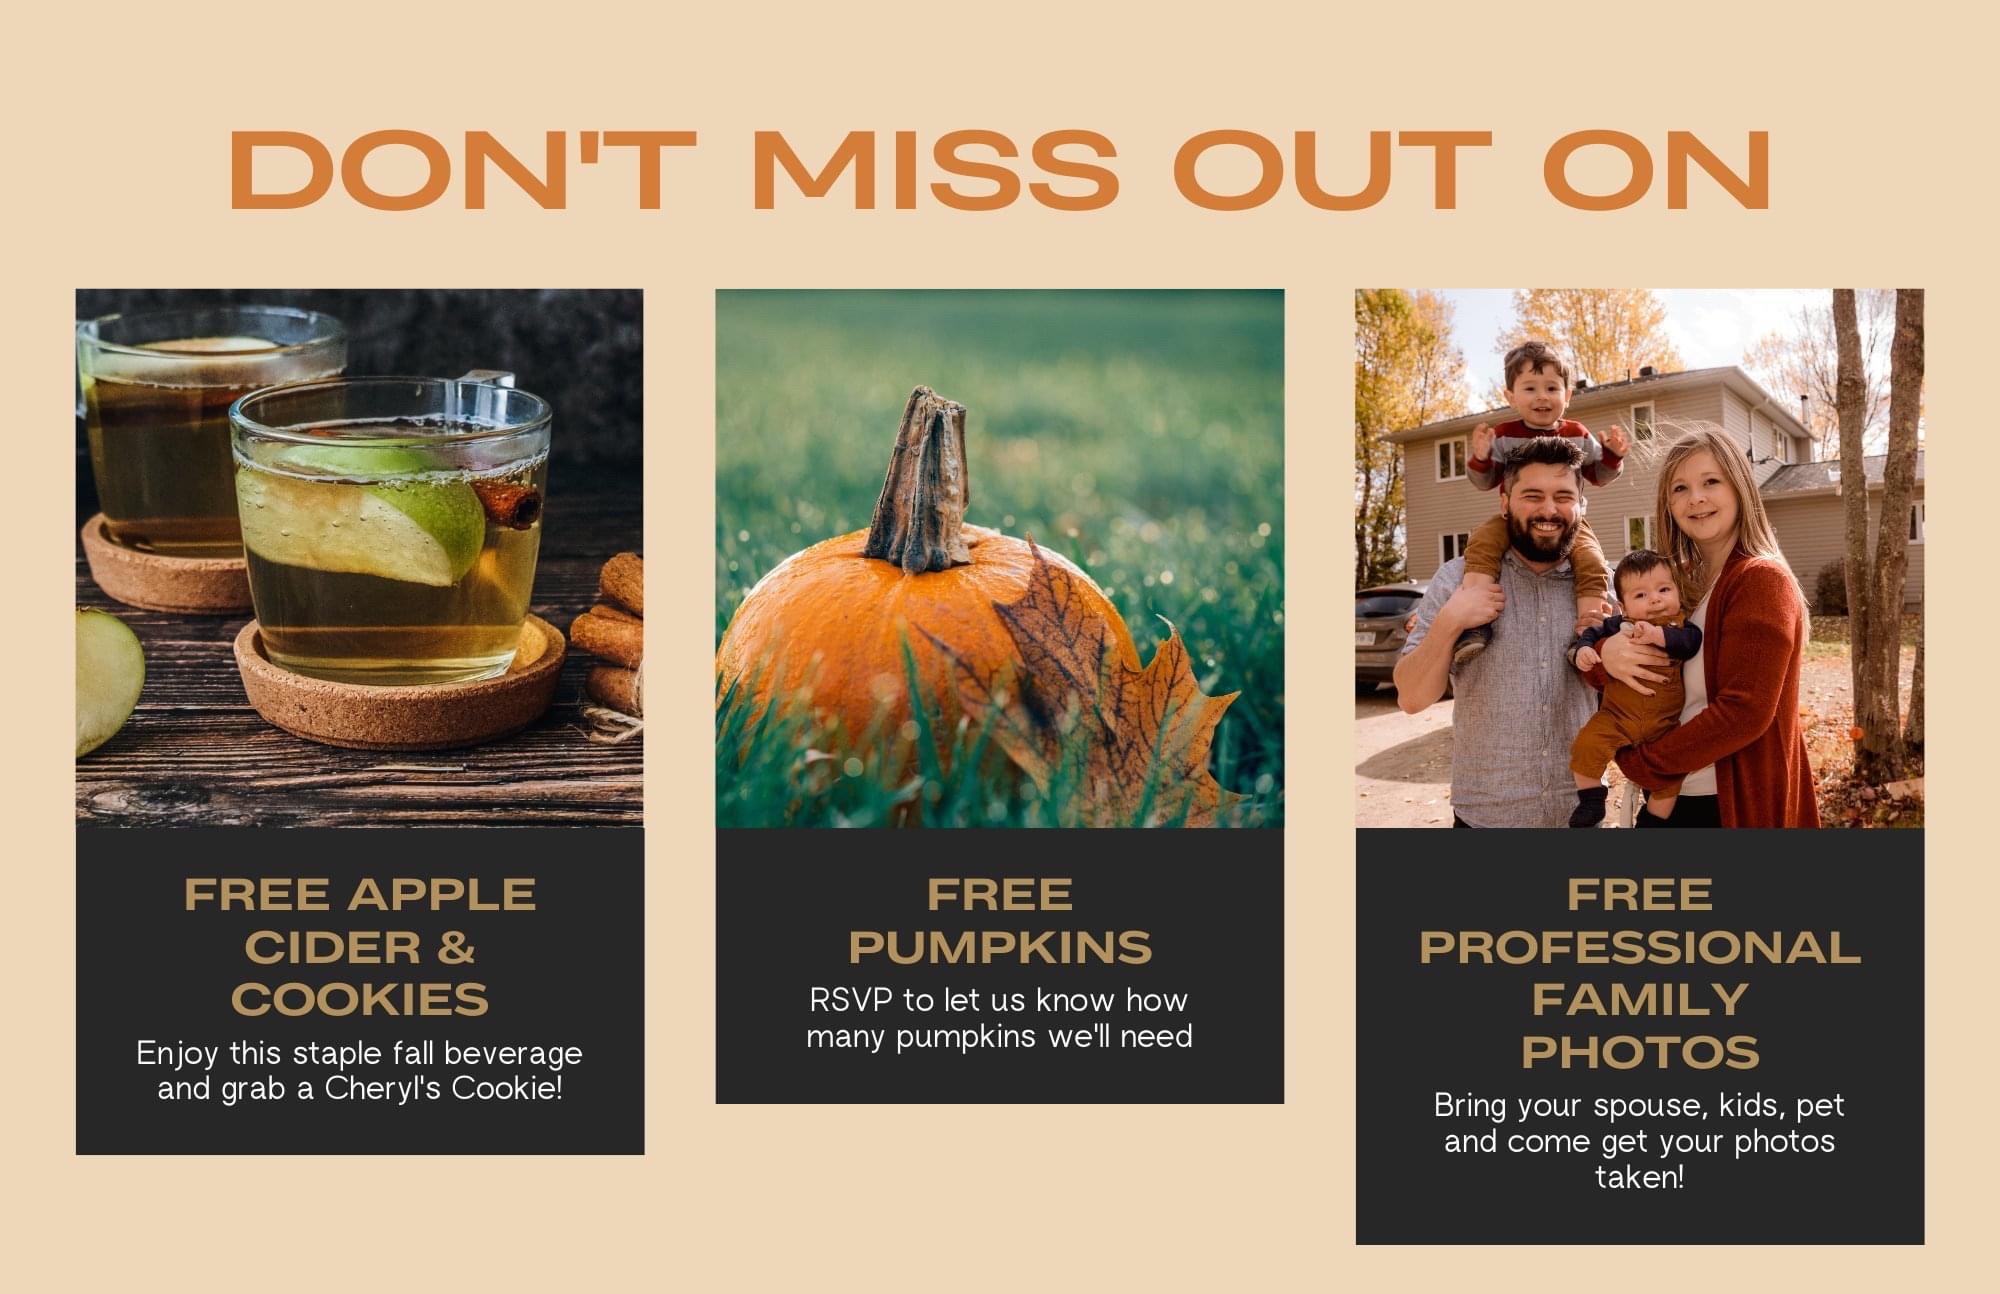 DON'T MISS OUT ON
FREE APPLE
CIDER &
COOKIES
Enjoy this staple fall beverage
and grab a Cheryl's Cookie!
FREE
PUMPKINS
RSVP to let us know how
many pumpkins we'll need
FREE
PROFESSIONAL
FAMILY
PHOTOS
Bring your spouse, kids, pet
and come get your photos
taken!